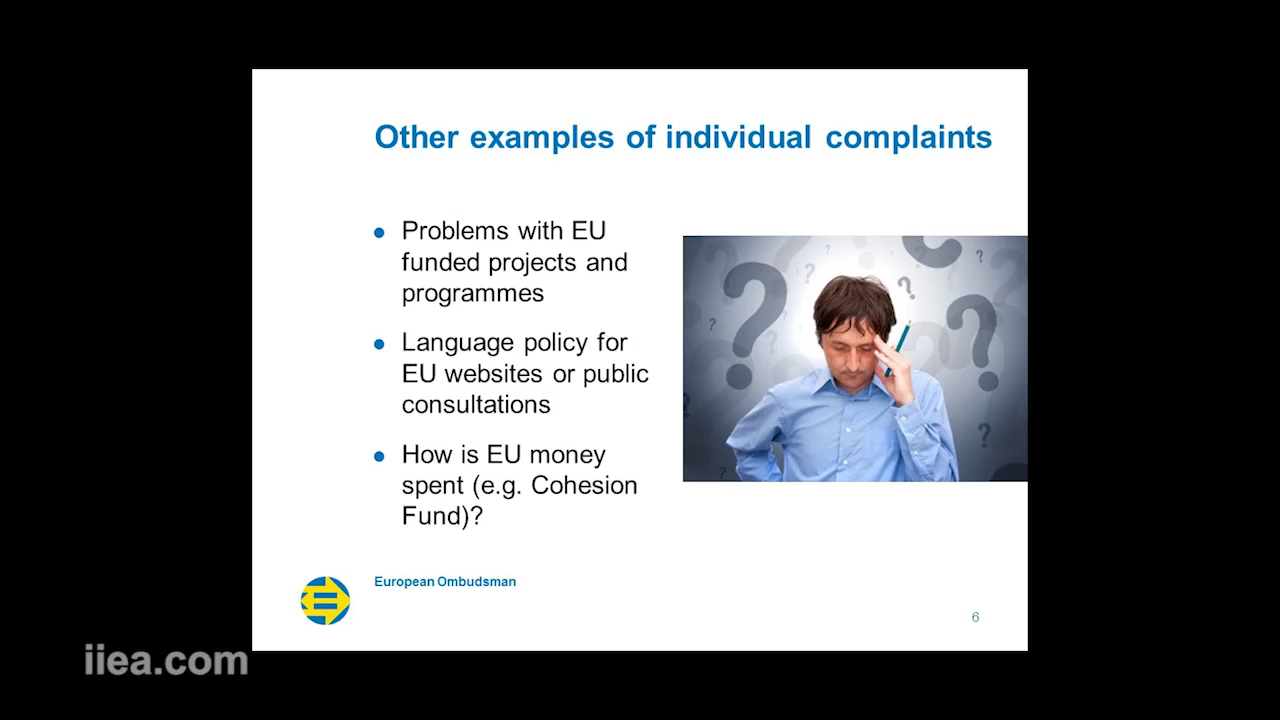 Other examples of individual complaints
● Problems with EU
funded projects and
programmes
● Language policy for
EU websites or public
consultations
● How is EU money
spent (e.g. Cohesion
Fund)?
European Ombudsman
6
iiea.com